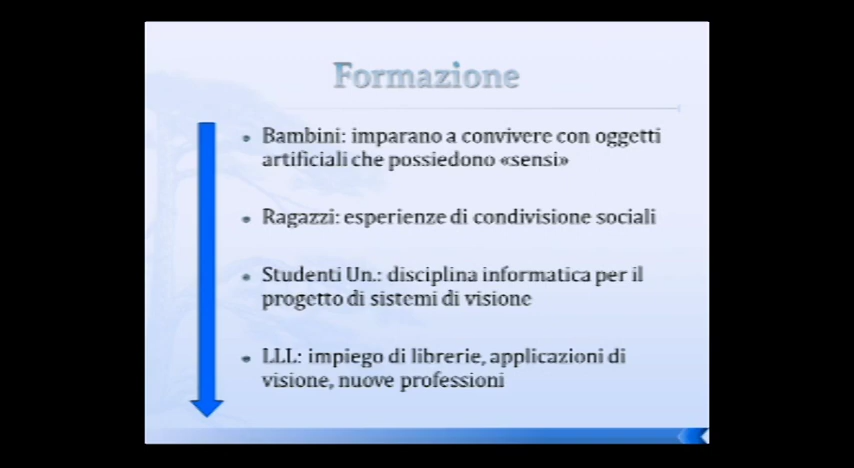 Formazione
Bambini: imparano a convivere con oggetti
artificiali che possiedono «sensi»
Ragazzi: esperienze di condivisione sociali
Studenti Un.: disciplina informatica per il
progetto di sistemi di visione
LLL: impiego di librerie, applicazioni di
visione, nuove professioni